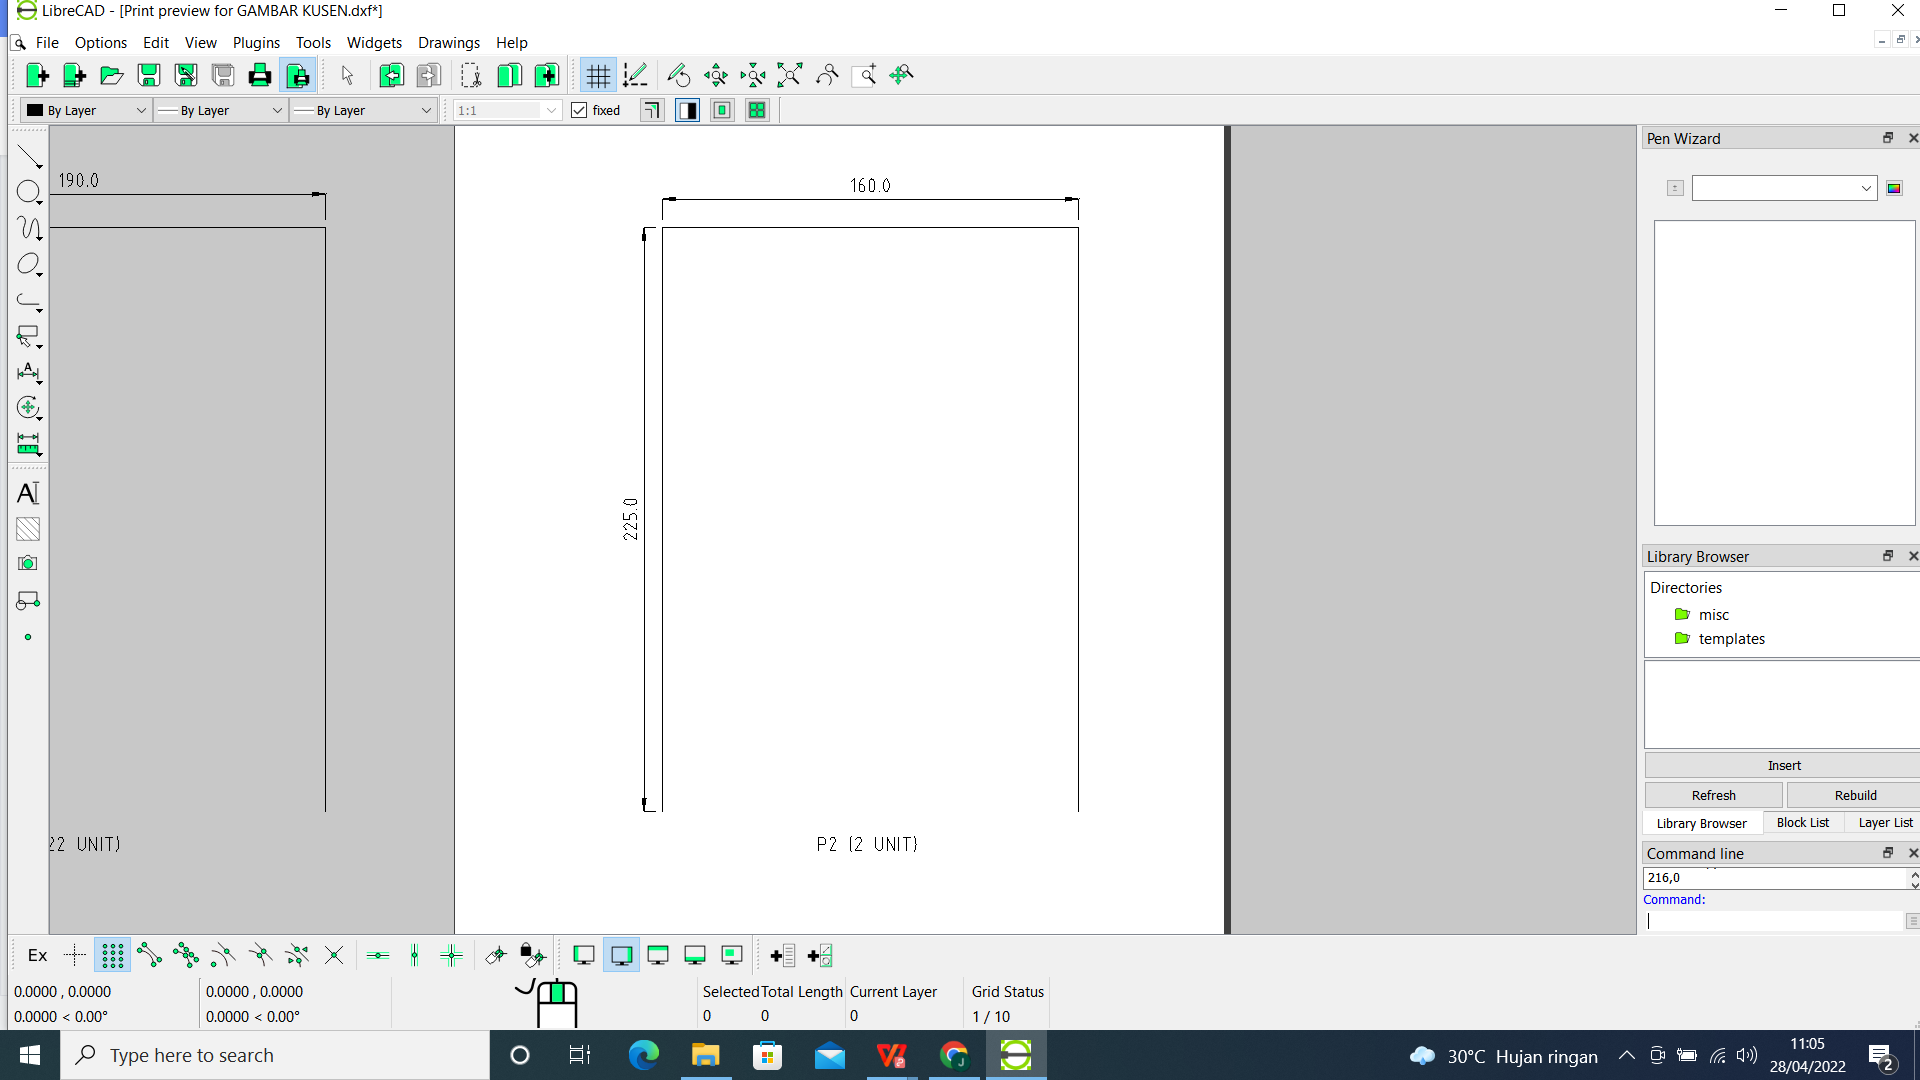 LibreCAD - [Print preview for GAMBAR KUSEN.dxf*]
File Options Edit View Plugins Tools Widgets Drawings Help
By Layer By Layer By Layer 1:1 fixed
Pen Wizard
190.0
160.0
225.0
22 UNIT)
P2 (2 UNIT)
Library Browser
Directories
misc
templates
Insert
Refresh Rebuild
Library Browser Block List Layer List
Command line
216,0
Command:
Ex
0.0000 , 0.0000 0.0000 , 0.0000
0.0000 < 0.00° 0.0000 < 0.00°
Selected Total Length Current Layer Grid Status
0 0 0 1 / 10
Type here to search
30°C Hujan ringan
11:05
28/04/2022
2